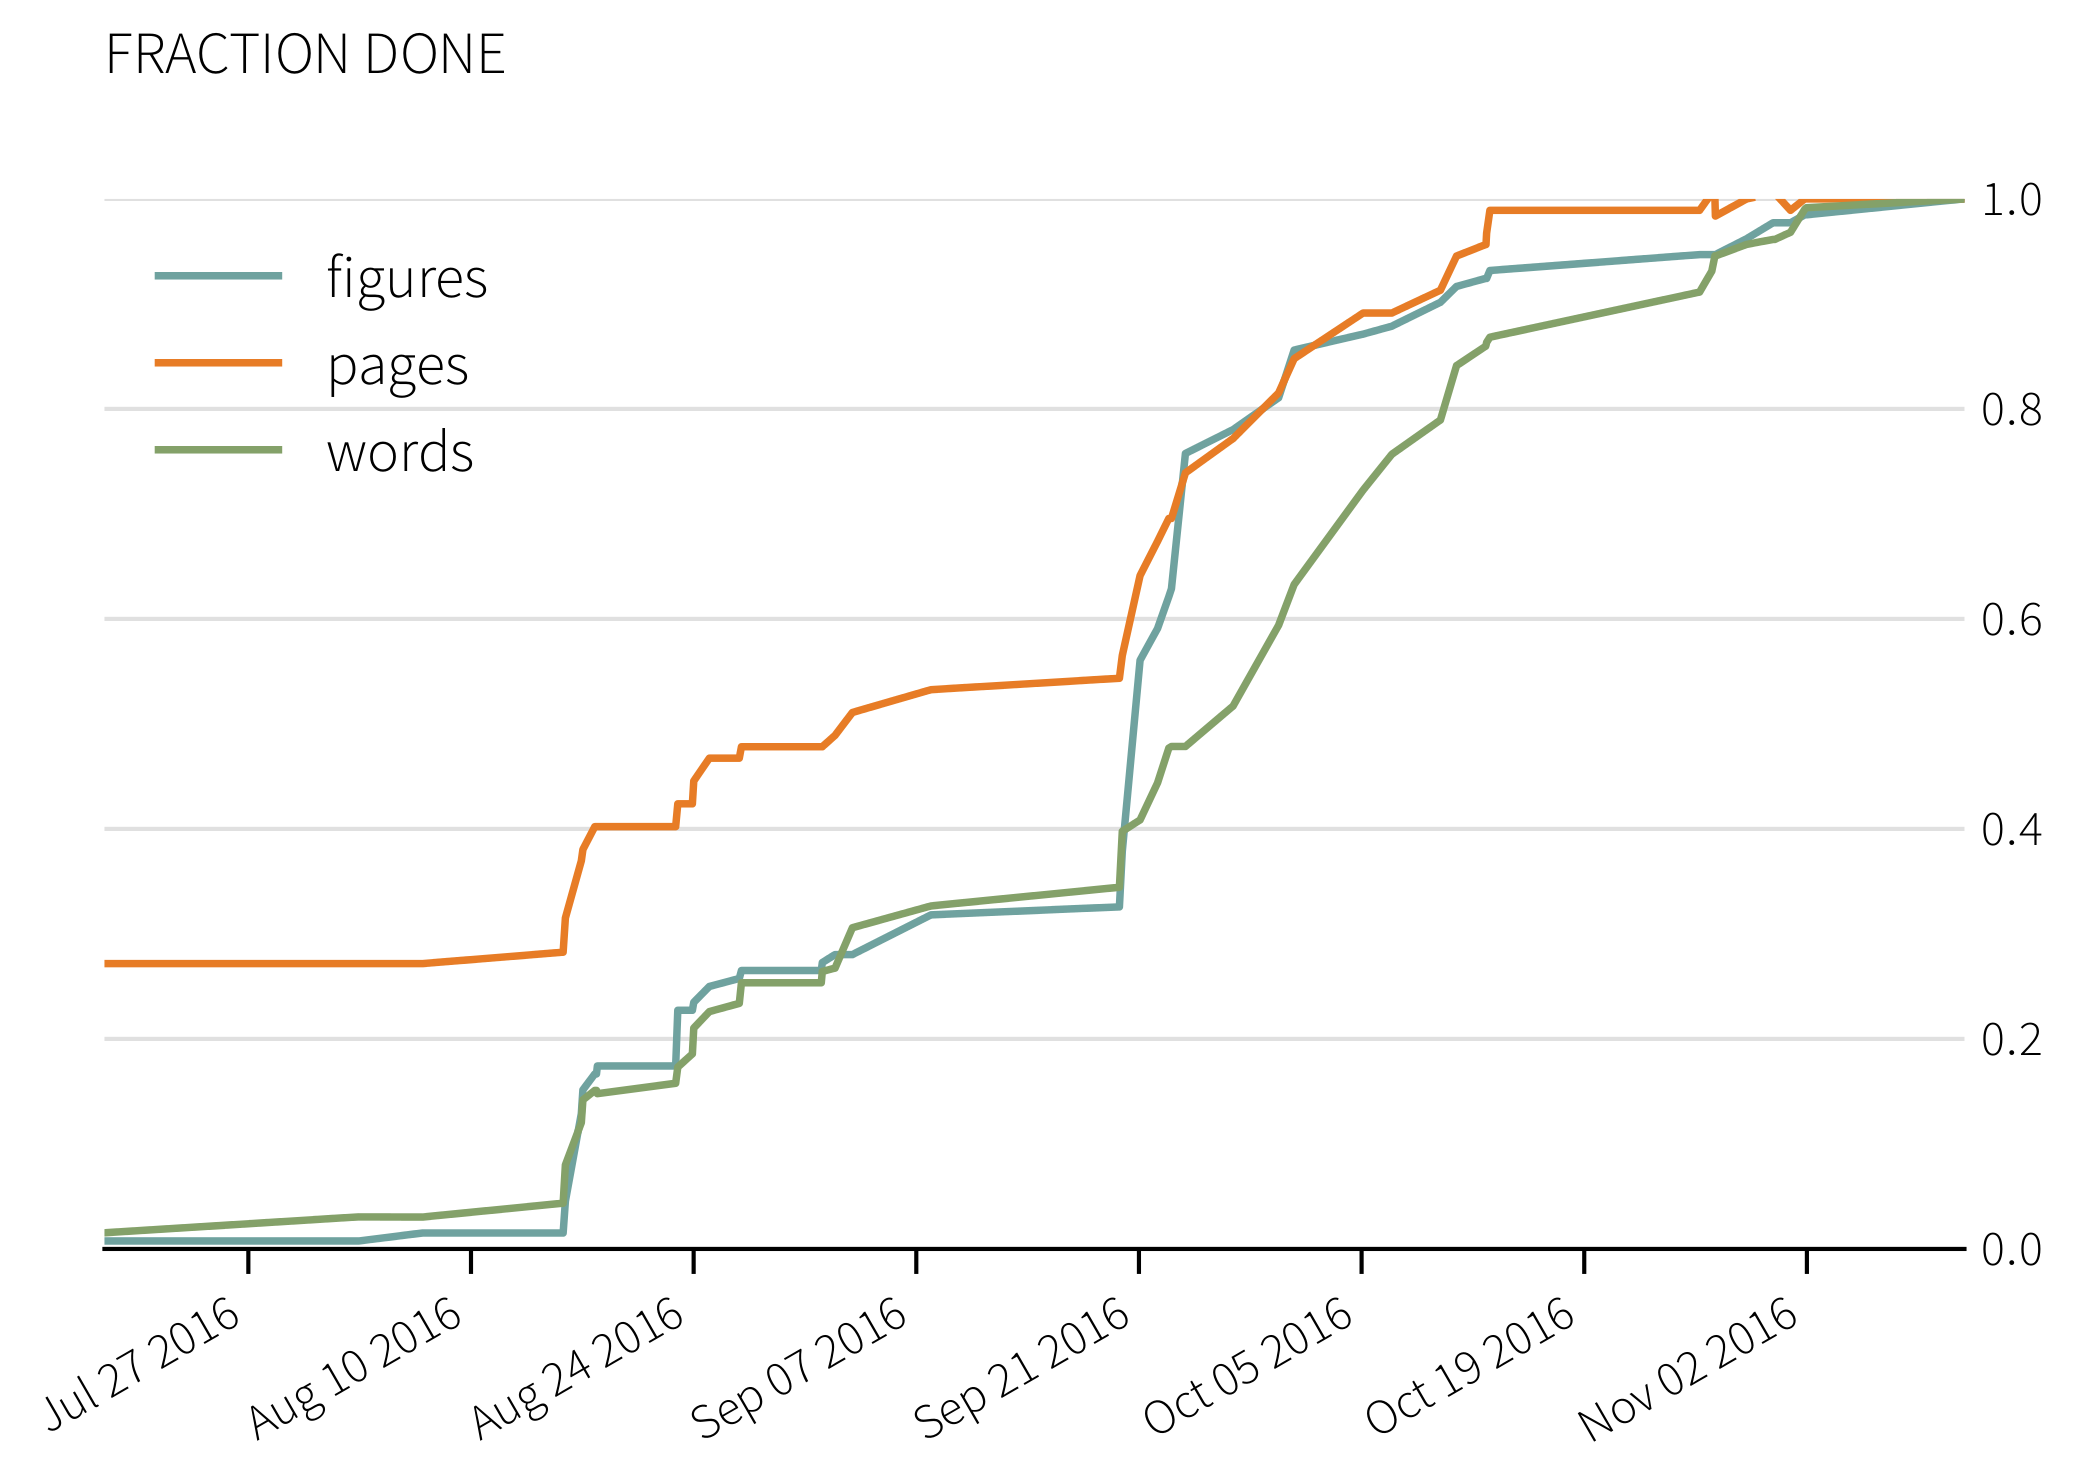 FRACTION DONE
figures
pages
words
1.0
0.8
0.6
0.4
0.2
0.0
Jul 27 2016
Aug 10 2016
Aug 24 2016
Sep 07 2016
Sep 21 2016
Oct 05 2016
Oct 19 2016
Nov 02 2016